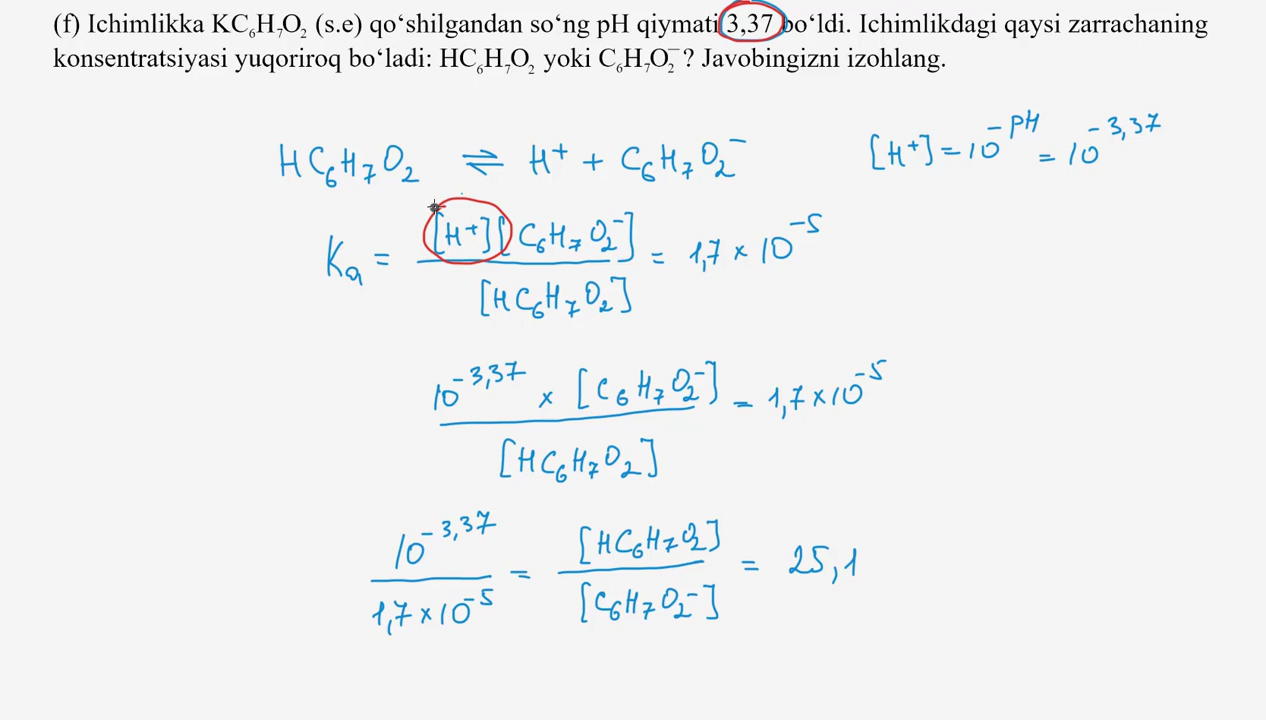 (f) Ichimlikka KC₆H₇O₂ (s.e) qo‘shilgandan so‘ng pH qiymati 3,37 bo‘ldi. Ichimlikdagi qaysi zarrachaning
konsentratsiyasi yuqoriroq bo‘ladi: HC₆H₇O₂ yoki C₆H₇O₂⁻? Javobingizni izohlang.
HC₆H₇O₂ ⇌ H⁺ + C₆H₇O₂⁻
[H⁺] = 10^-pH = 10^-3,37
Ka = [H⁺][C₆H₇O₂⁻] / [HC₆H₇O₂] = 1,7 × 10⁻⁵
10^-3,37 × [C₆H₇O₂⁻] / [HC₆H₇O₂] = 1,7 × 10⁻⁵
10^-3,37 / 1,7 × 10⁻⁵ = [HC₆H₇O₂] / [C₆H₇O₂⁻] = 25,1